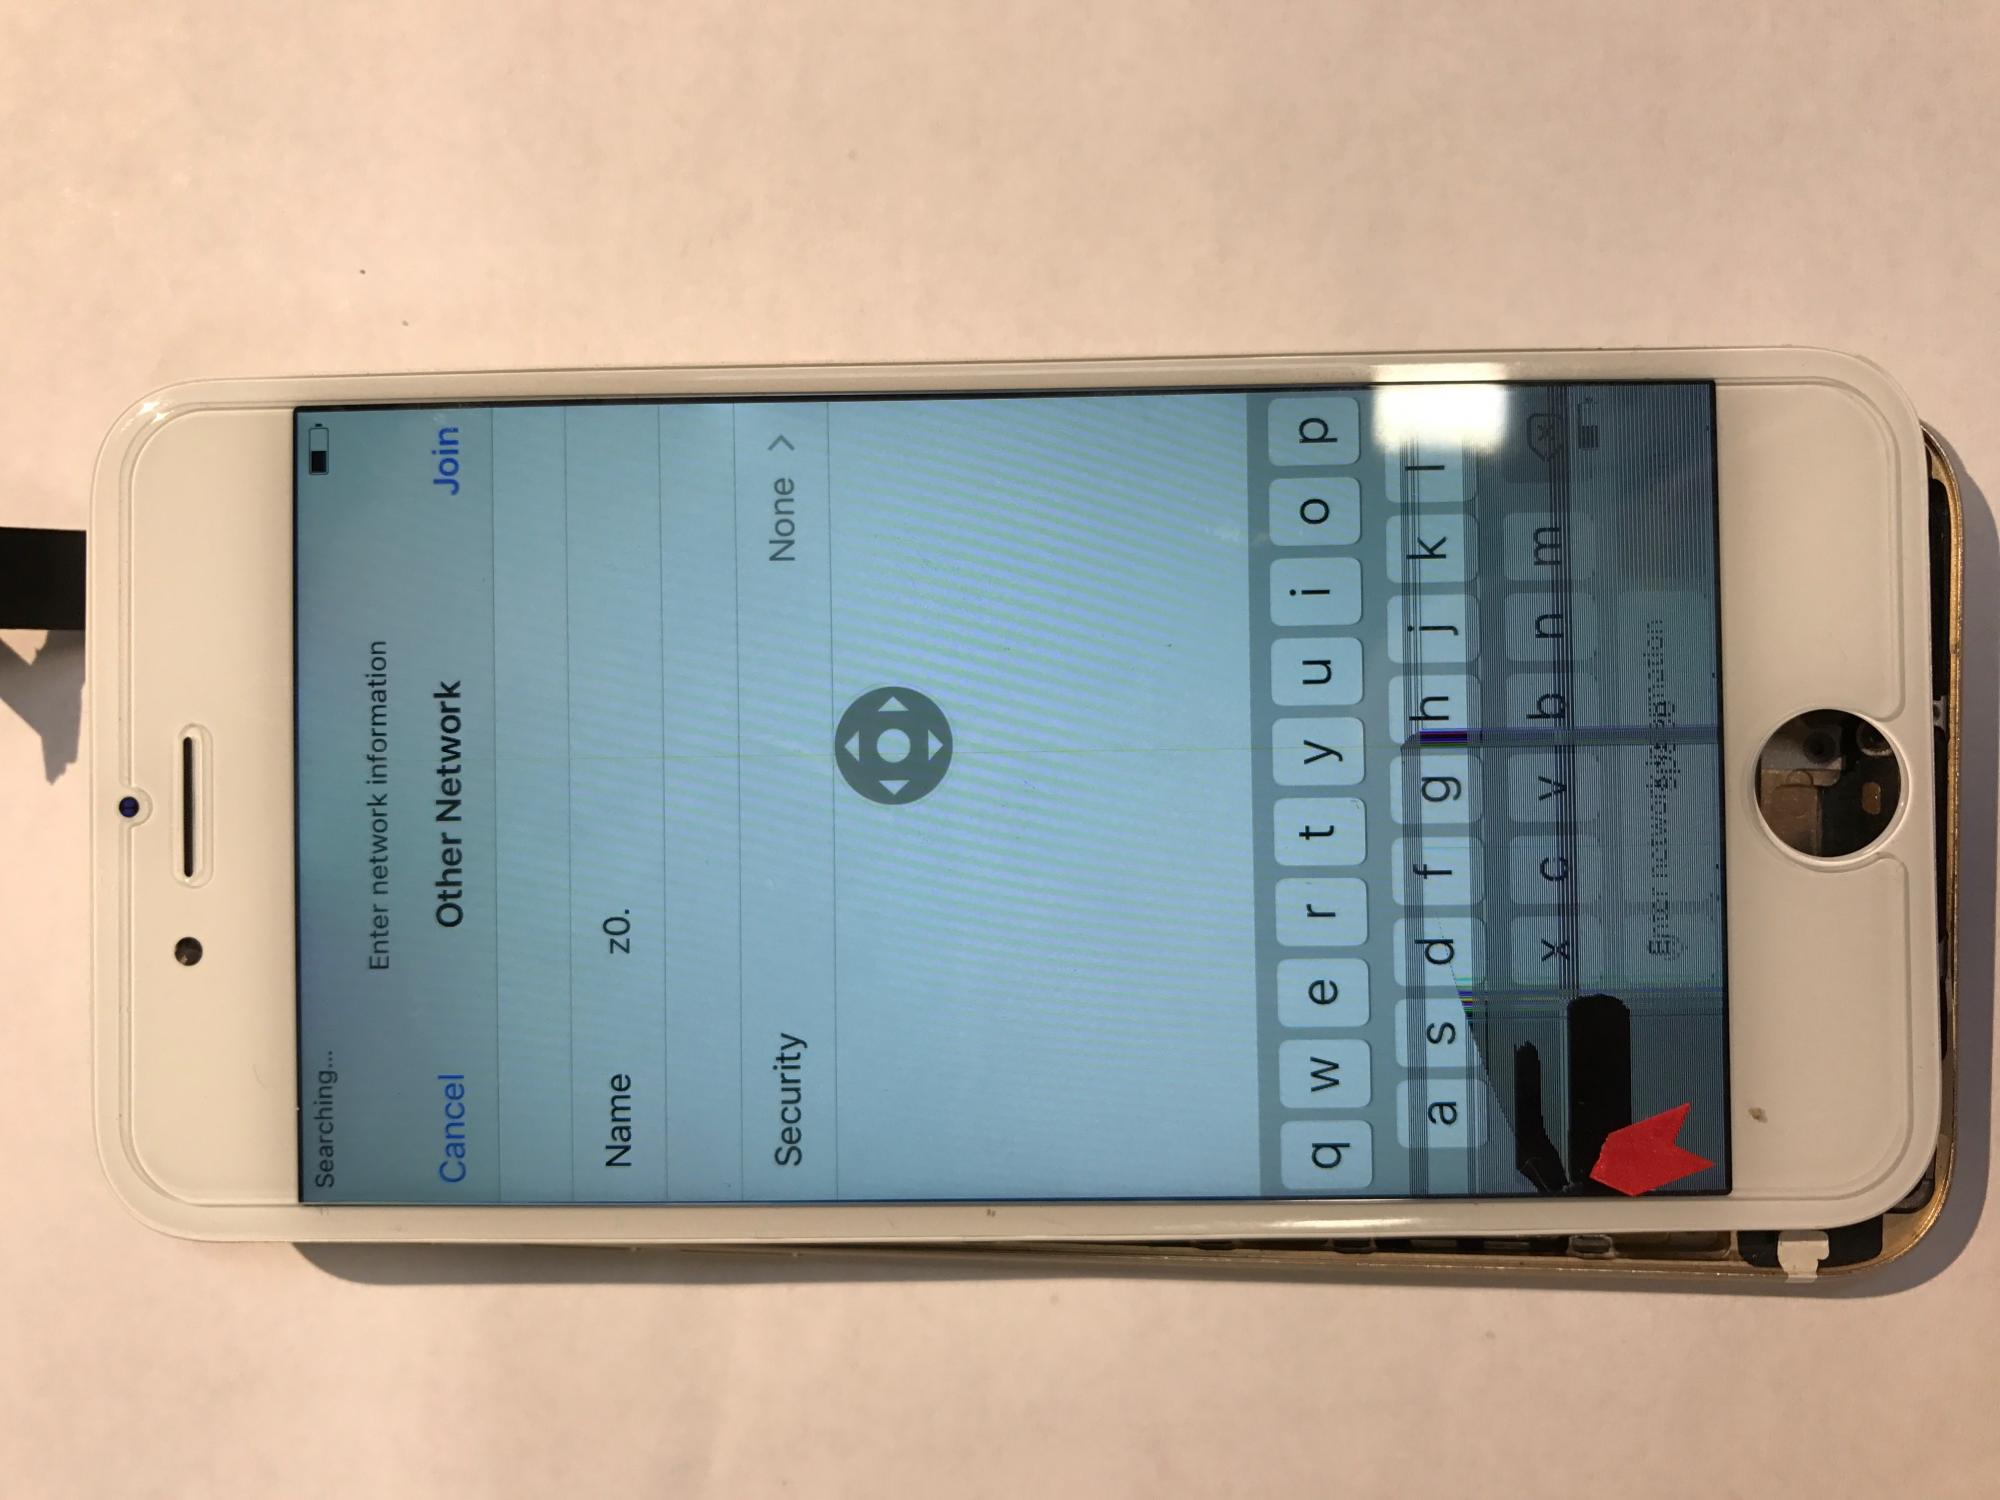 Searching...
Enter network information
Cancel Other Network Join
Name z0.
Security None
q w e r t y u i o p
a s d f g h j k l
x c v b n m
Enter network information